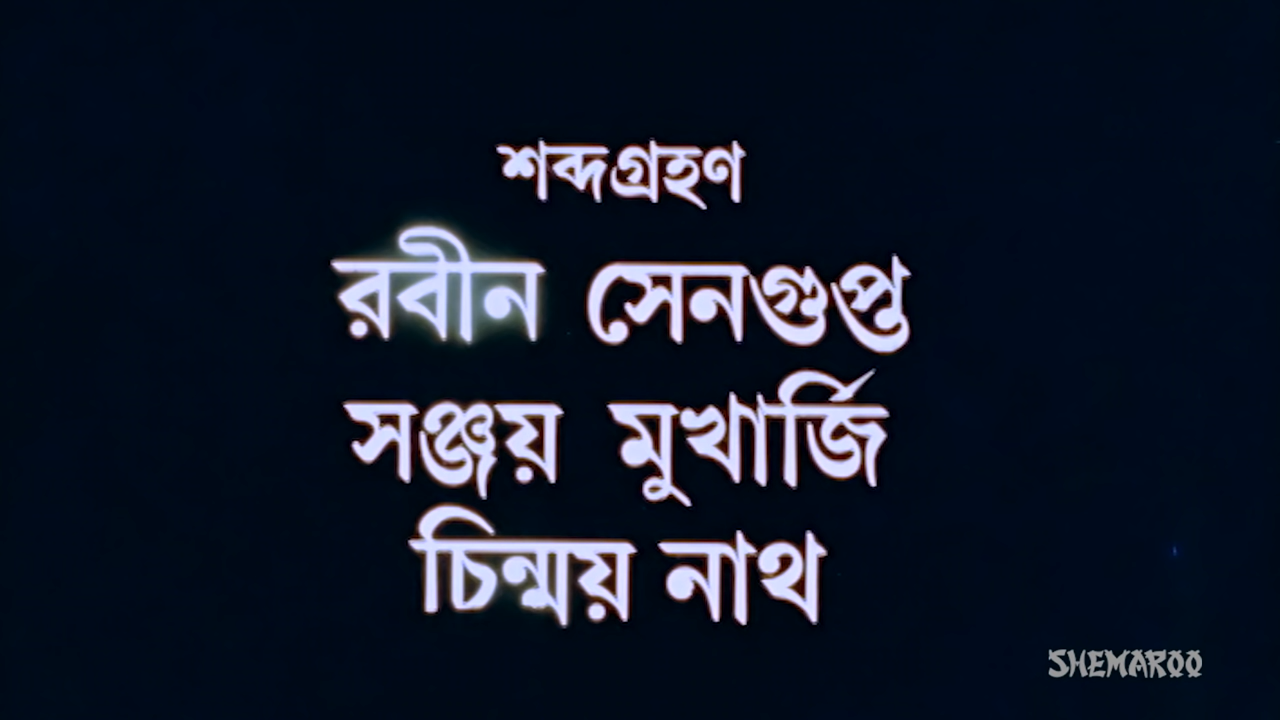 শব্দগ্রহণ
রবীন সেনগুপ্ত
সঞ্জয় মুখার্জি
চিন্ময় নাথ
SHEMAROO